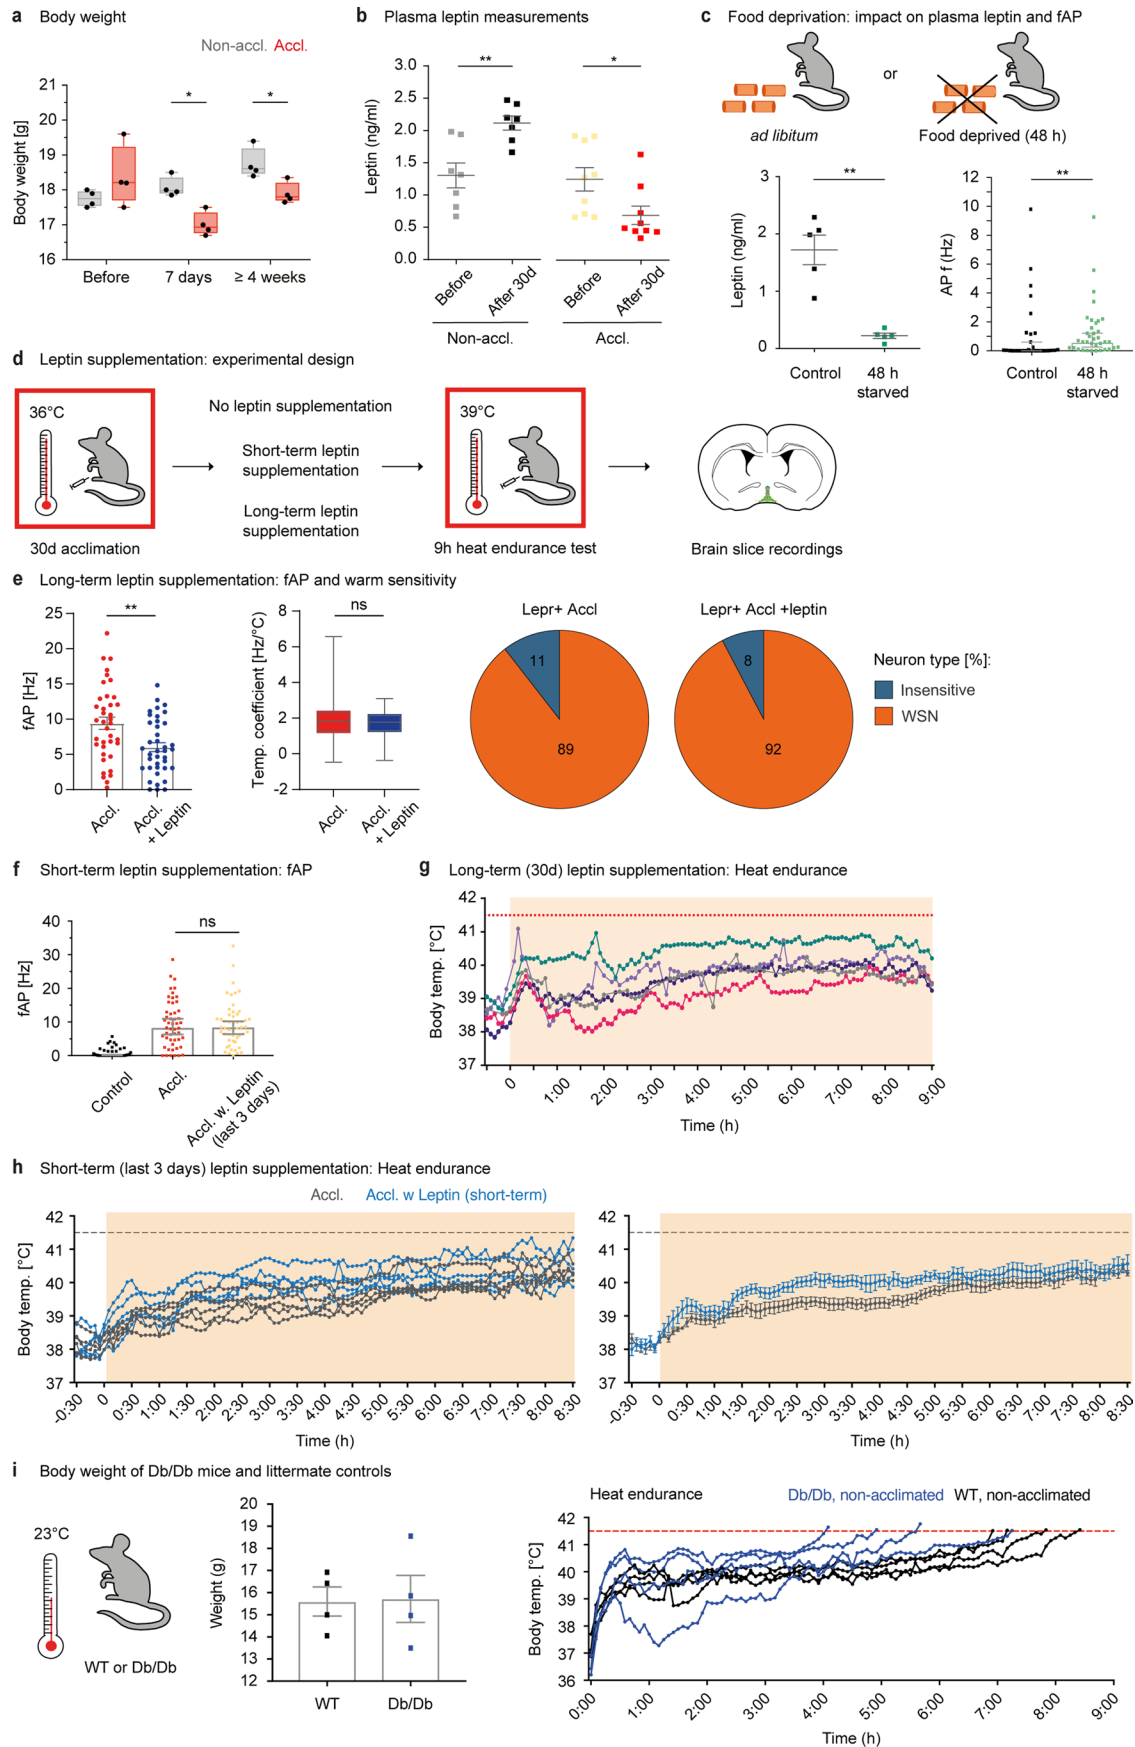 a Body weight
Non-accl. Accl.
Body weight [g]
21
20
19
18
17
16
*
*
Before
7 days
≥ 4 weeks
b Plasma leptin measurements
Leptin (ng/ml)
3.0
2.5
2.0
1.5
1.0
0.5
0.0
**
*
Before
After 30d
Before
After 30d
Non-accl.
Accl.
c Food deprivation: impact on plasma leptin and fAP
or
ad libitum
Food deprived (48 h)
Leptin (ng/ml)
3
2
1
0
**
Control
48 h
starved
AP f (Hz)
12
10
8
6
4
2
0
**
Control
48 h
starved
d Leptin supplementation: experimental design
36°C
30d acclimation
No leptin supplementation
Short-term leptin
supplementation
Long-term leptin
supplementation
39°C
9h heat endurance test
Brain slice recordings
e Long-term leptin supplementation: fAP and warm sensitivity
fAP [Hz]
25
20
15
10
5
0
**
Accl.
Accl.
+ Leptin
Temp. coefficient [Hz/°C]
8
6
4
2
0
-2
ns
Accl.
Accl.
+ Leptin
Lepr+ Accl
11
89
Lepr+ Accl +leptin
8
92
Neuron type [%]:
Insensitive
WSN
f Short-term leptin supplementation: fAP
fAP [Hz]
40
30
20
10
0
ns
Control
Accl.
Accl. w. Leptin
(last 3 days)
g Long-term (30d) leptin supplementation: Heat endurance
Body temp. [°C]
42
41
40
39
38
37
0
1:00
2:00
3:00
4:00
5:00
6:00
7:00
8:00
9:00
Time (h)
h Short-term (last 3 days) leptin supplementation: Heat endurance
Accl. Accl. w Leptin (short-term)
Body temp. [°C]
42
41
40
39
38
37
-0:30
0
0:30
1:00
1:30
2:00
2:30
3:00
3:30
4:00
4:30
5:00
5:30
6:00
6:30
7:00
7:30
8:00
8:30
Time (h)
Body temp. [°C]
42
41
40
39
38
37
-0:30
0
0:30
1:00
1:30
2:00
2:30
3:00
3:30
4:00
4:30
5:00
5:30
6:00
6:30
7:00
7:30
8:00
8:30
Time (h)
i Body weight of Db/Db mice and littermate controls
23°C
WT or Db/Db
Weight (g)
20
19
18
17
16
15
14
13
12
WT
Db/Db
Heat endurance
Db/Db, non-acclimated WT, non-acclimated
Body temp. [°C]
42
41
40
39
38
37
36
0:00
1:00
2:00
3:00
4:00
5:00
6:00
7:00
8:00
9:00
Time (h)